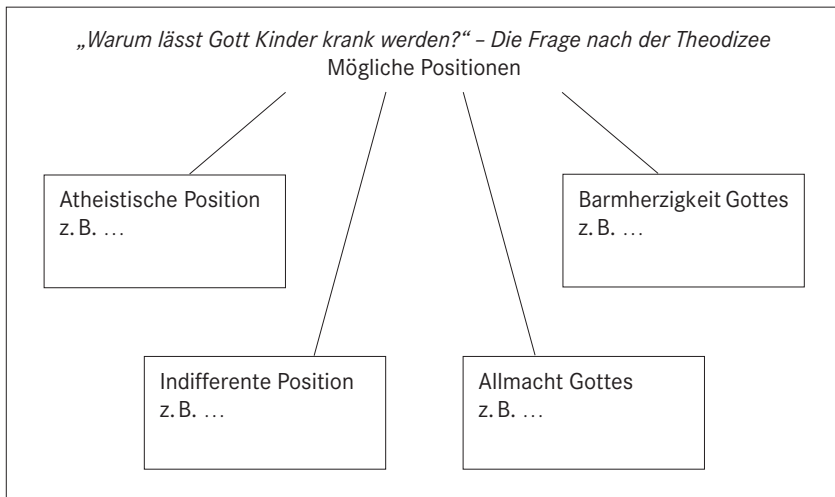 „Warum lässt Gott Kinder krank werden?“ – Die Frage nach der Theodizee
Mögliche Positionen
Atheistische Position
z. B. …
Barmherzigkeit Gottes
z. B. …
Indifferente Position
z. B. …
Allmacht Gottes
z. B. …